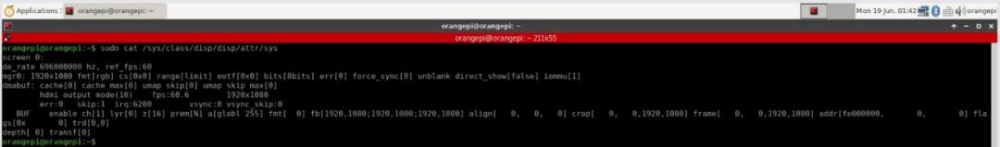 Applications : orangepi@orangepi: ~ Mon 19 Jun, 01:42 orangepi
orangepi@orangepi: ~
orangepi@orangepi: ~ 211x55
orangepi@orangepi:~$ sudo cat /sys/class/disp/disp/attr/sys
screen 0:
de_rate 696000000 hz, ref_fps:60
mgr0: 1920x1080 fmt[rgb] cs[0x0] range[limit] eotf[0x0] bits[8bits] err[0] force_sync[0] unblank direct_show[false] iommu[1]
dmabuf: cache[0] cache max[0] umap skip[0] umap skip max[0]
hdmi output mode(10) fps:60.6 1920x1080
err:0 skip:1 irq:6200 vsync:0 vsync_skip:0
BUF enable ch[1] lyr[0] z[16] prem[N] a[globl 255] fmt[ 0] fb[1920,1080;1920,1080;1920,1080] align[ 0, 0, 0] crop[ 0, 0,1920,1080] frame[ 0, 0,1920,1080] addr[fe000000, 0, 0] fla
gs[0x 0] trd[0,0]
depth[ 0] transf[0]
orangepi@orangepi:~$